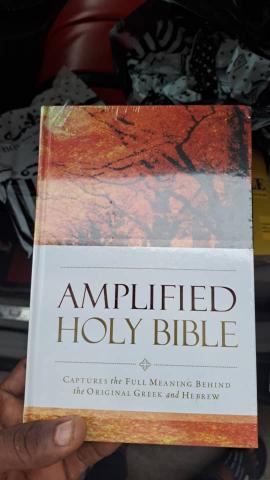 AMPLIFIED
HOLY BIBLE
CAPTURES the FULL MEANING BEHIND
the ORIGINAL GREEK and HEBREW